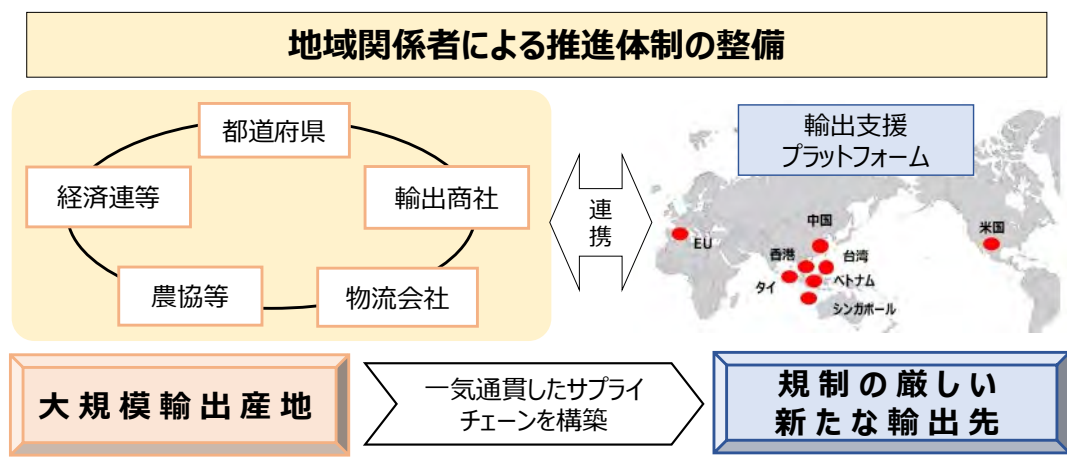 地域関係者による推進体制の整備
都道府県
経済連等
輸出商社
農協等
物流会社
連
携
輸出支援
プラットフォーム
中国
米国
EU
香港
台湾
タイ
ベトナム
シンガポール
大規模輸出産地
一気通貫したサプライ
チェーンを構築
規制の厳しい
新たな輸出先